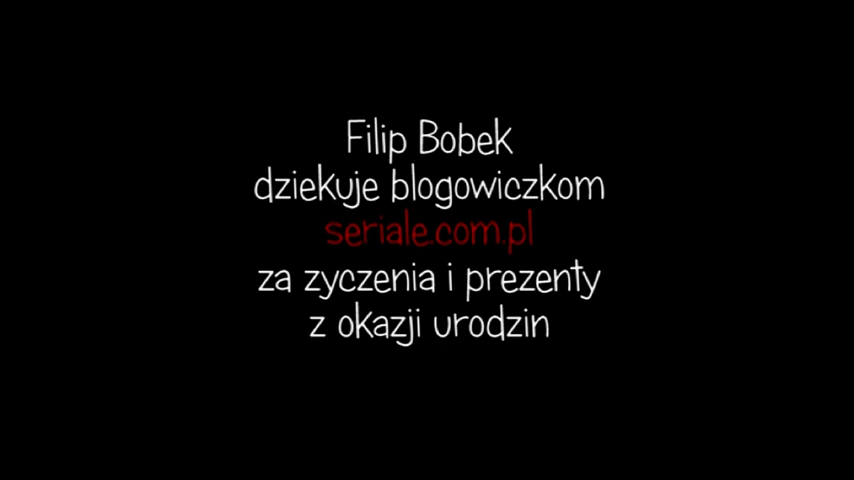 Filip Bobek
dziekuje blogowiczkom
seriale.com.pl
za zyczenia i prezenty
z okazji urodzin